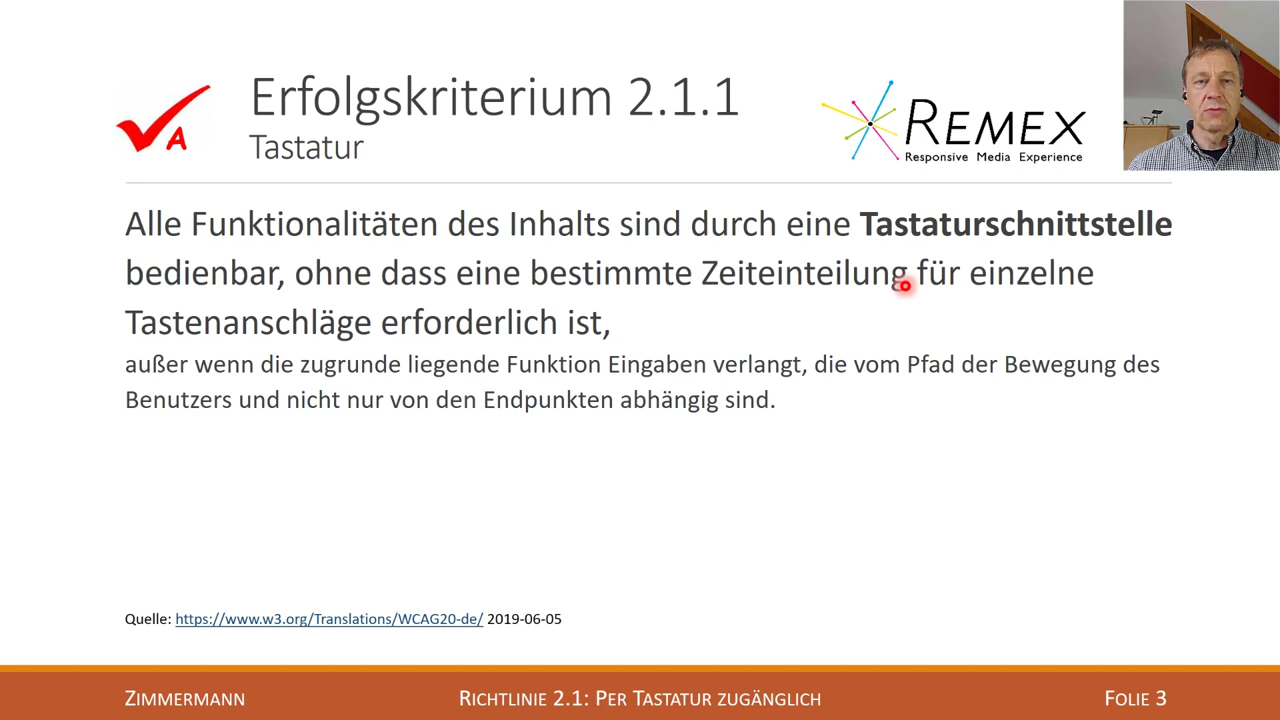 A
Erfolgskriterium 2.1.1
Tastatur
REMEX
Responsive Media Experience
Alle Funktionalitäten des Inhalts sind durch eine Tastaturschnittstelle
bedienbar, ohne dass eine bestimmte Zeiteinteilung für einzelne
Tastenanschläge erforderlich ist,
außer wenn die zugrunde liegende Funktion Eingaben verlangt, die vom Pfad der Bewegung des
Benutzers und nicht nur von den Endpunkten abhängig sind.
Quelle: https://www.w3.org/Translations/WCAG20-de/ 2019-06-05
ZIMMERMANN
RICHTLINIE 2.1: PER TASTATUR ZUGÄNGLICH
FOLIE 3